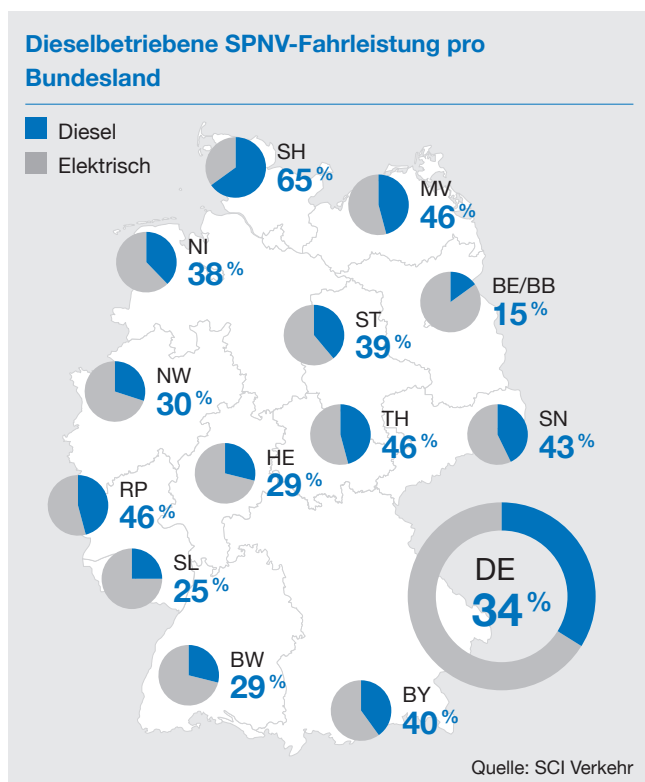 Dieselbetriebene SPNV-Fahrleistung pro
Bundesland
Diesel
Elektrisch
SH
65 %
MV
46 %
NI
38 %
BE/BB
15 %
ST
39 %
NW
30 %
TH
46 %
SN
43 %
HE
29 %
RP
46 %
SL
25 %
DE
34 %
BW
29 %
BY
40 %
Quelle: SCI Verkehr